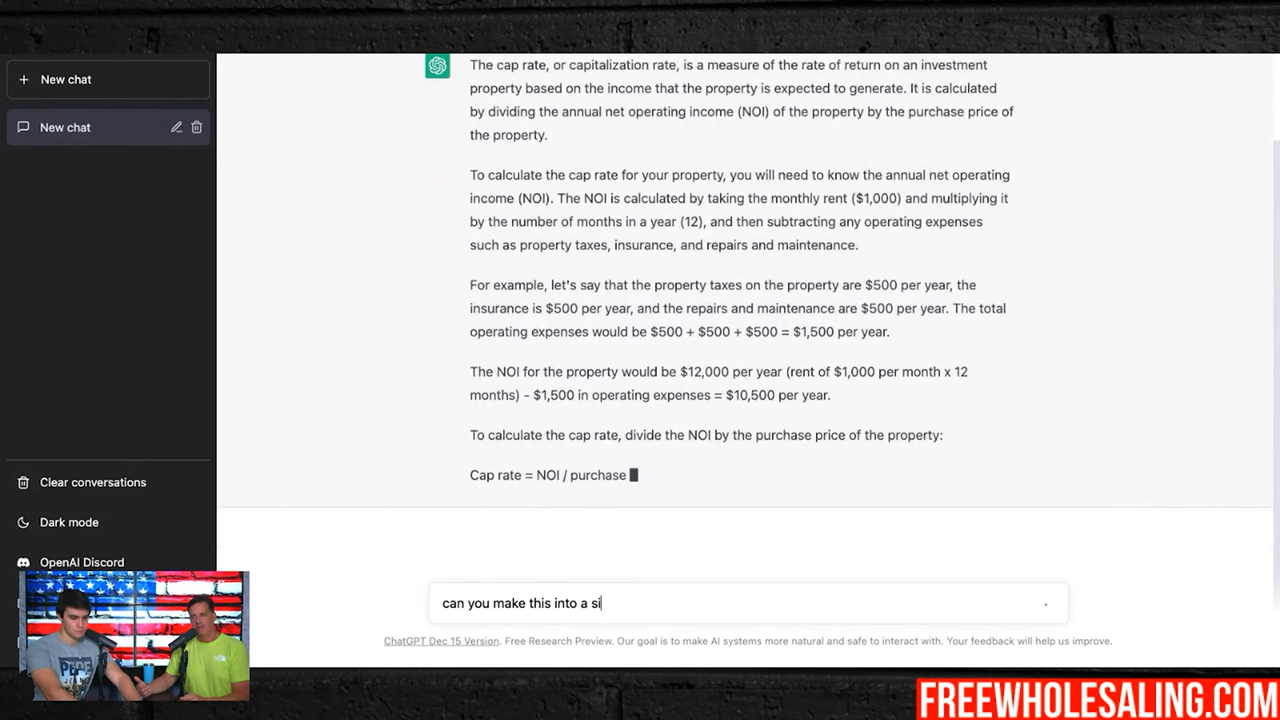 New chat
New chat
The cap rate, or capitalization rate, is a measure of the rate of return on an investment
property based on the income that the property is expected to generate. It is calculated
by dividing the annual net operating income (NOI) of the property by the purchase price of
the property.
To calculate the cap rate for your property, you will need to know the annual net operating
income (NOI). The NOI is calculated by taking the monthly rent ($1,000) and multiplying it
by the number of months in a year (12), and then subtracting any operating expenses
such as property taxes, insurance, and repairs and maintenance.
For example, let's say that the property taxes on the property are $500 per year, the
insurance is $500 per year, and the repairs and maintenance are $500 per year. The total
operating expenses would be $500 + $500 + $500 = $1,500 per year.
The NOI for the property would be $12,000 per year (rent of $1,000 per month x 12
months) - $1,500 in operating expenses = $10,500 per year.
To calculate the cap rate, divide the NOI by the purchase price of the property:
Cap rate = NOI / purchase
Clear conversations
Dark mode
OpenAI Discord
can you make this into a si
ChatGPT Dec 15 Version. Free Research Preview. Our goal is to make AI systems more natural and safe to interact with. Your feedback will help us improve.
FREEWHOLESALING.COM